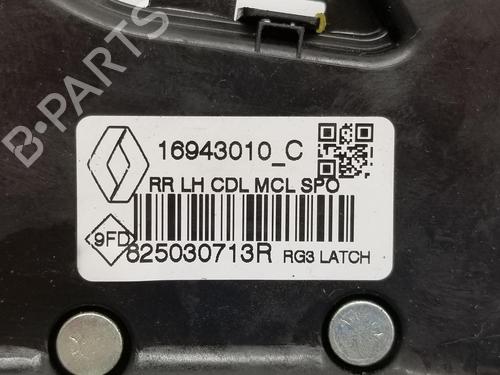 B-PARTS
16943010_C
RR LH CDL MCL SPO
9FD
825030713R RG3 LATCH